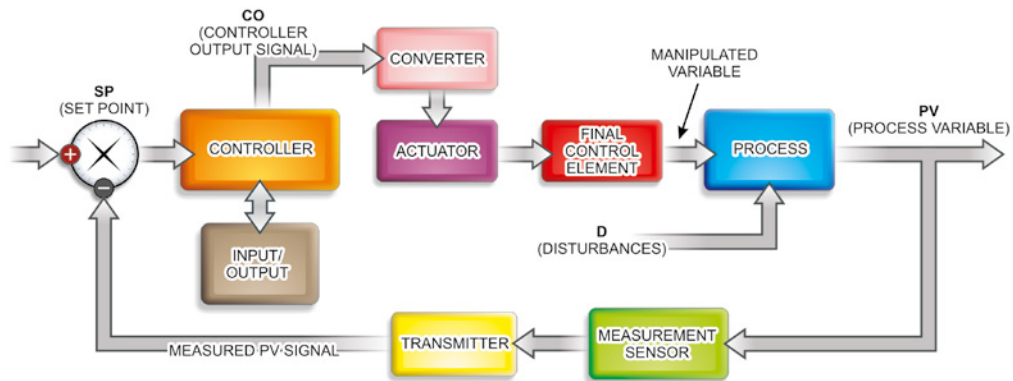 CO
(CONTROLLER
OUTPUT SIGNAL)
CONVERTER
MANIPULATED
VARIABLE
SP
(SET POINT)
PV
(PROCESS VARIABLE)
+
CONTROLLER
ACTUATOR
FINAL
CONTROL
ELEMENT
PROCESS
−
INPUT/
OUTPUT
D
(DISTURBANCES)
MEASURED PV SIGNAL
TRANSMITTER
MEASUREMENT
SENSOR